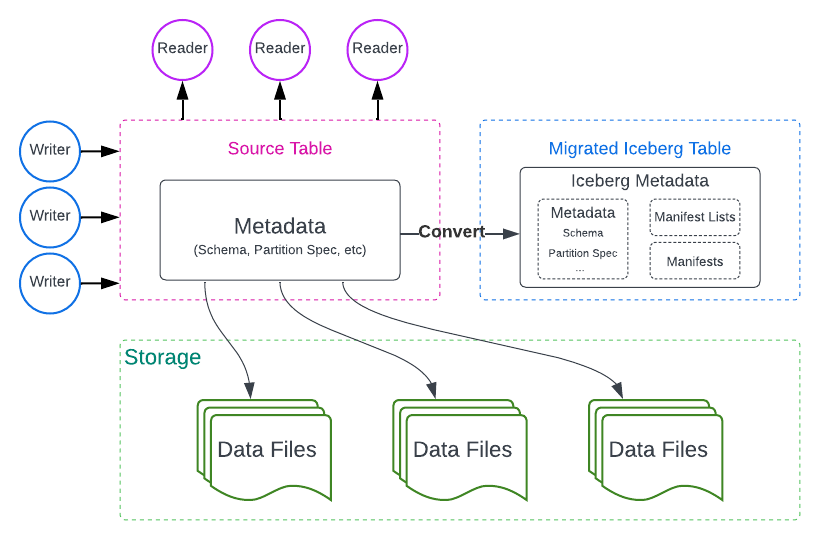 Reader
Reader
Reader
Writer
Writer
Writer
Source Table
Metadata
(Schema, Partition Spec, etc)
Convert
Migrated Iceberg Table
Iceberg Metadata
Metadata
Schema
Partition Spec
...
Manifest Lists
Manifests
Storage
Data Files
Data Files
Data Files